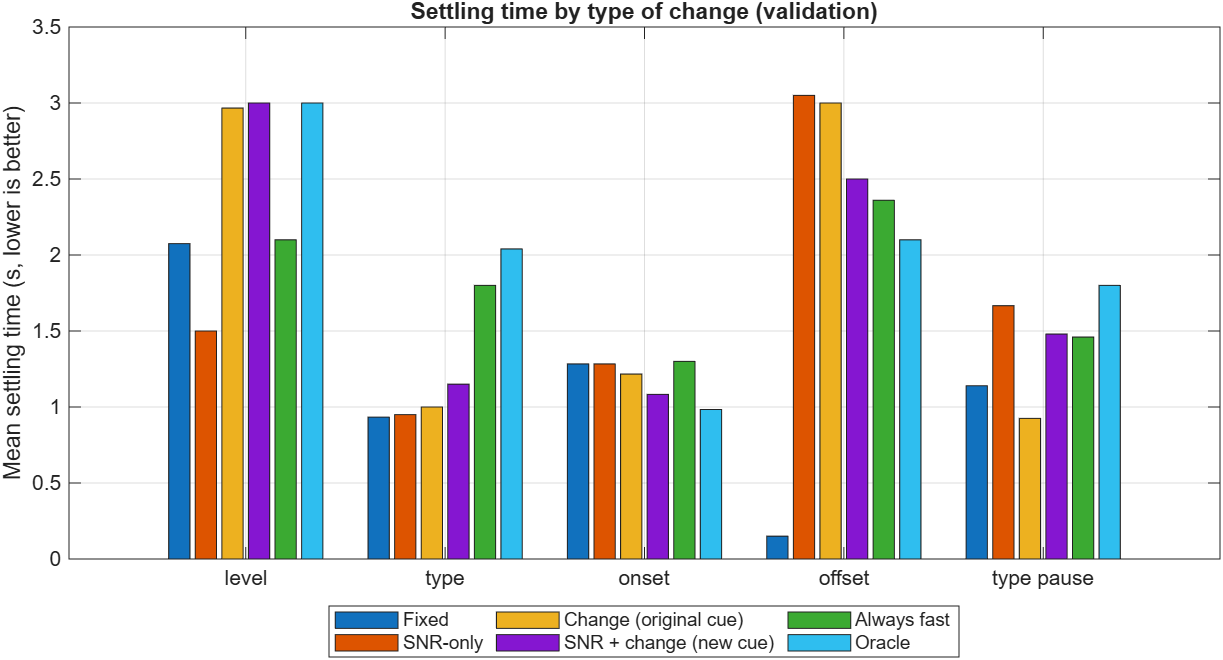 Settling time by type of change (validation)
Mean settling time (s, lower is better)
3.5
3
2.5
2
1.5
1
0.5
0
level type onset offset type pause
Fixed Change (original cue) Always fast
SNR-only SNR + change (new cue) Oracle